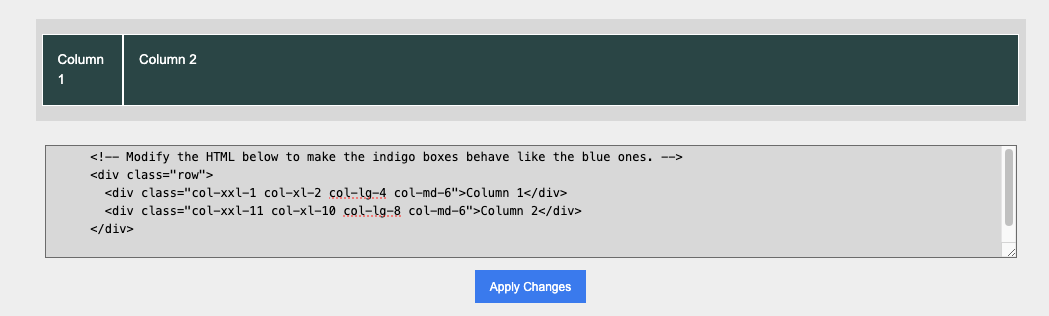 Column
1
Column 2
<!-- Modify the HTML below to make the indigo boxes behave like the blue ones. -->
<div class="row">
<div class="col-xxl-1 col-xl-2 col-lg-4 col-md-6">Column 1</div>
<div class="col-xxl-11 col-xl-10 col-lg-8 col-md-6">Column 2</div>
</div>
Apply Changes